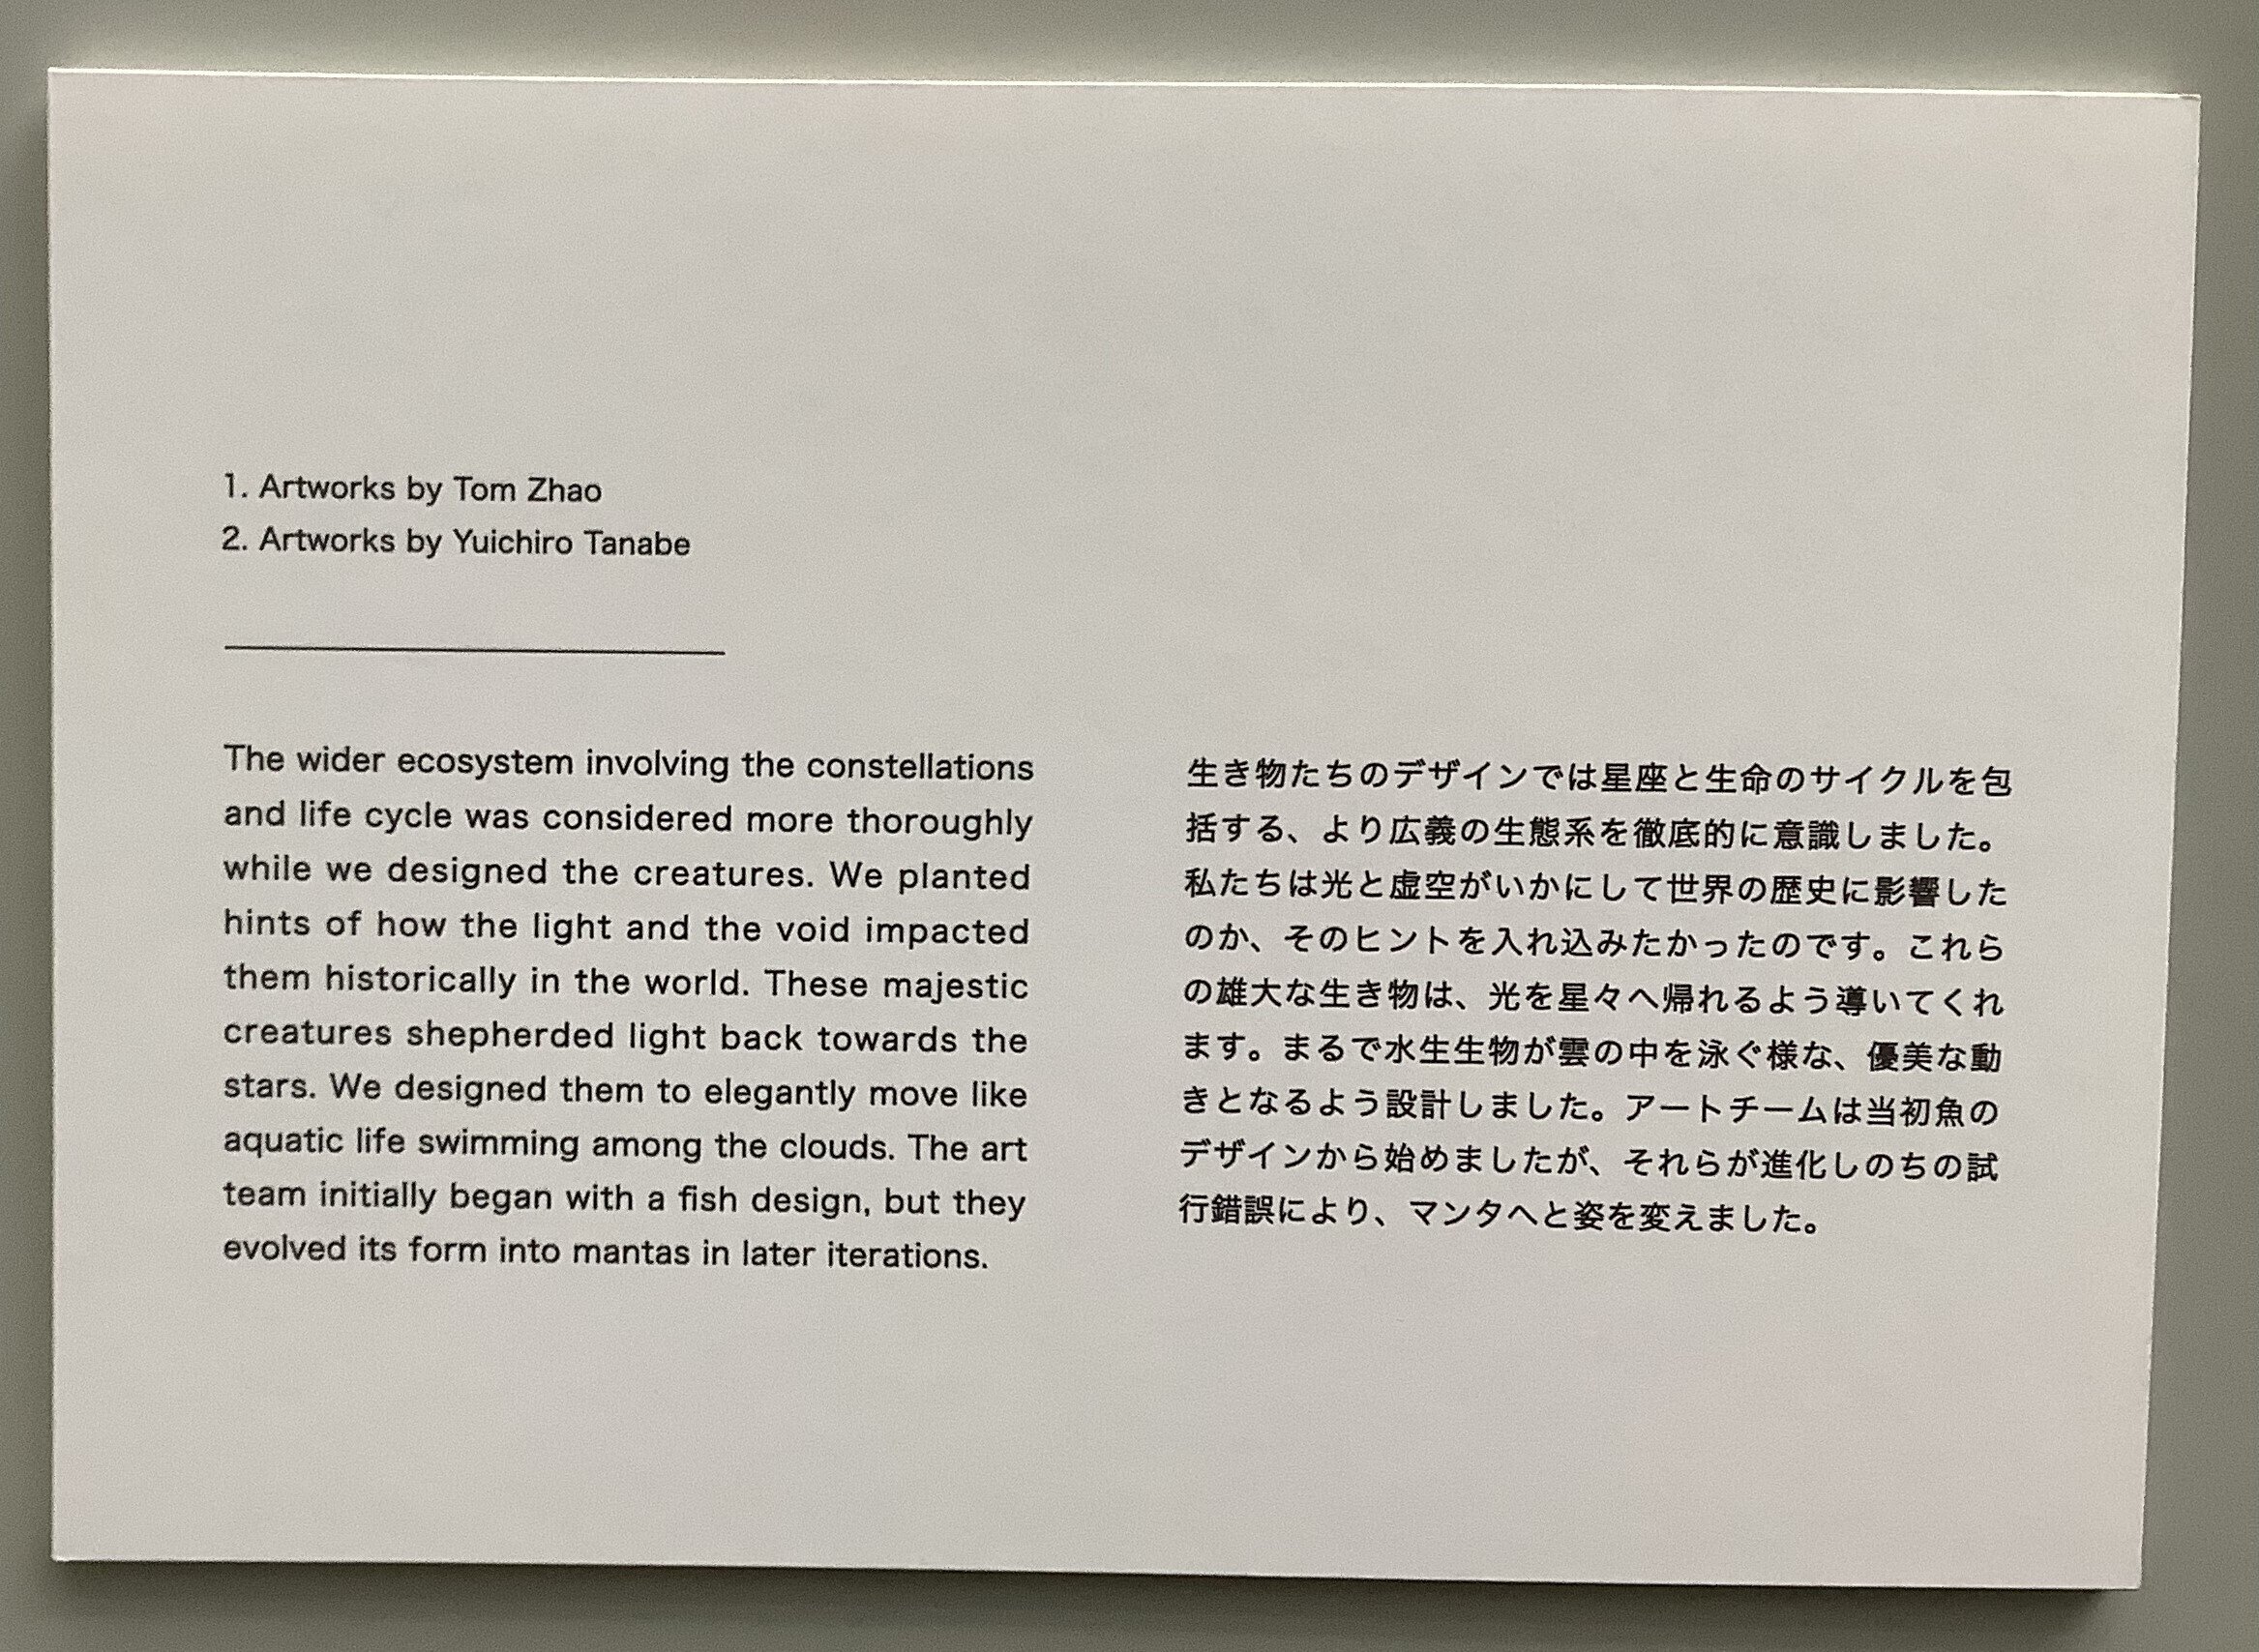 1. Artworks by Tom Zhao
2. Artworks by Yuichiro Tanabe
The wider ecosystem involving the constellations
and life cycle was considered more thoroughly
while we designed the creatures. We planted
hints of how the light and the void impacted
them historically in the world. These majestic
creatures shepherded light back towards the
stars. We designed them to elegantly move like
aquatic life swimming among the clouds. The art
team initially began with a fish design, but they
evolved its form into mantas in later iterations.
生き物たちのデザインでは星座と生命のサイクルを包
括する、より広義の生態系を徹底的に意識しました。
私たちは光と虚空がいかにして世界の歴史に影響した
のか、そのヒントを入れ込みたかったのです。これら
の雄大な生き物は、光を星々へ帰れるよう導いてくれ
ます。まるで水生生物が雲の中を泳ぐ様な、優美な動
きとなるよう設計しました。アートチームは当初魚の
デザインから始めましたが、それらが進化しのちの試
行錯誤により、マンタへと姿を変えました。